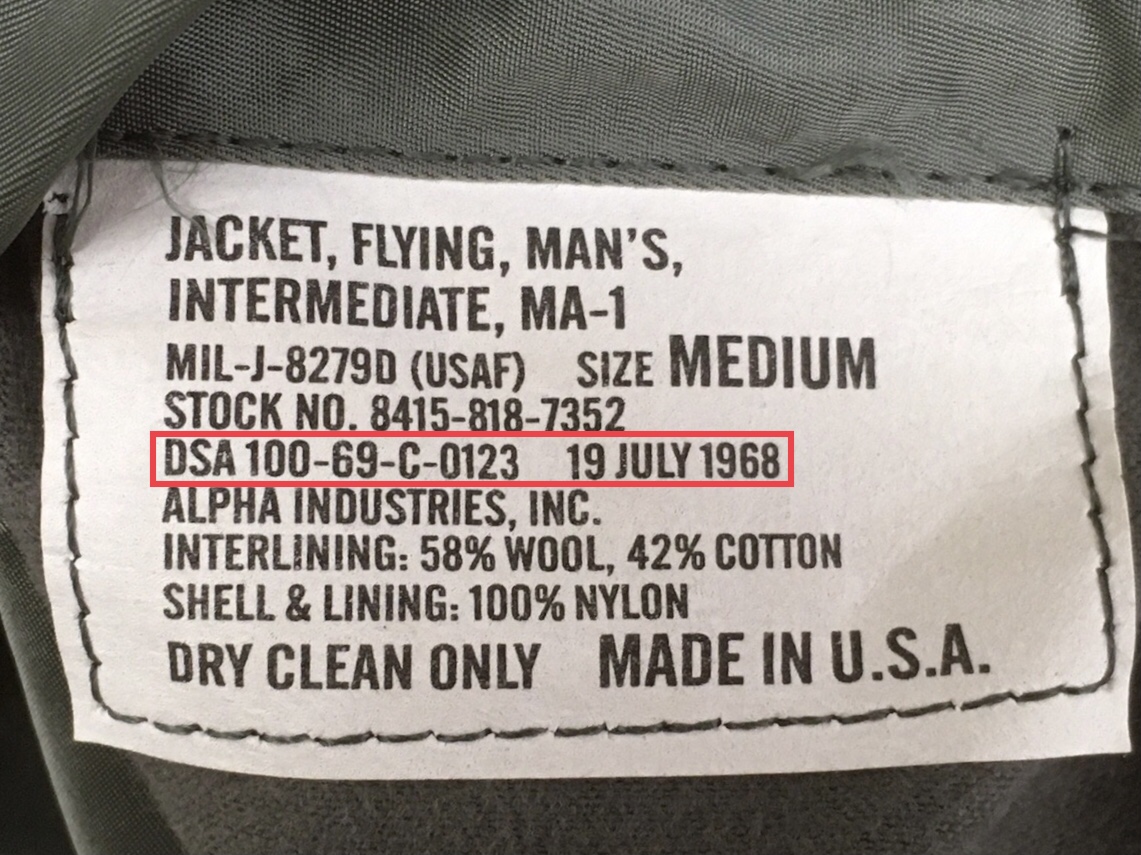 JACKET, FLYING, MAN'S,
INTERMEDIATE, MA-1
MIL-J-8279D (USAF) SIZE MEDIUM
STOCK NO. 8415-818-7352
DSA 100-69-C-0123 19 JULY 1968
ALPHA INDUSTRIES, INC.
INTERLINING: 58% WOOL, 42% COTTON
SHELL & LINING: 100% NYLON
DRY CLEAN ONLY MADE IN U.S.A.